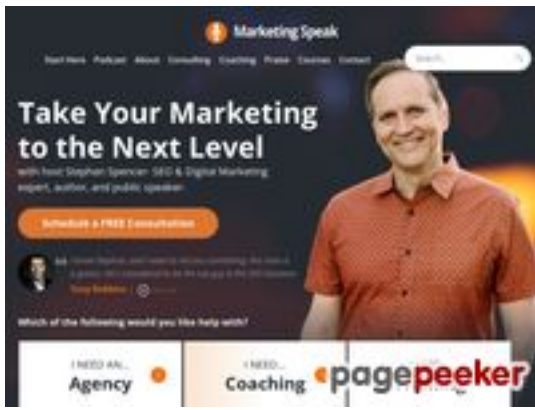 Marketing Speak
Start Here Podcast About Consulting Coaching Praise Courses Contact
Search...
Take Your Marketing
to the Next Level
with host Stephan Spencer- SEO & Digital Marketing
expert, author, and public speaker.
Schedule a FREE Consultation
Tony Robbins
Which of the following would you like help with?
I NEED AN...
Agency
I NEED...
Coaching
pagepeeker